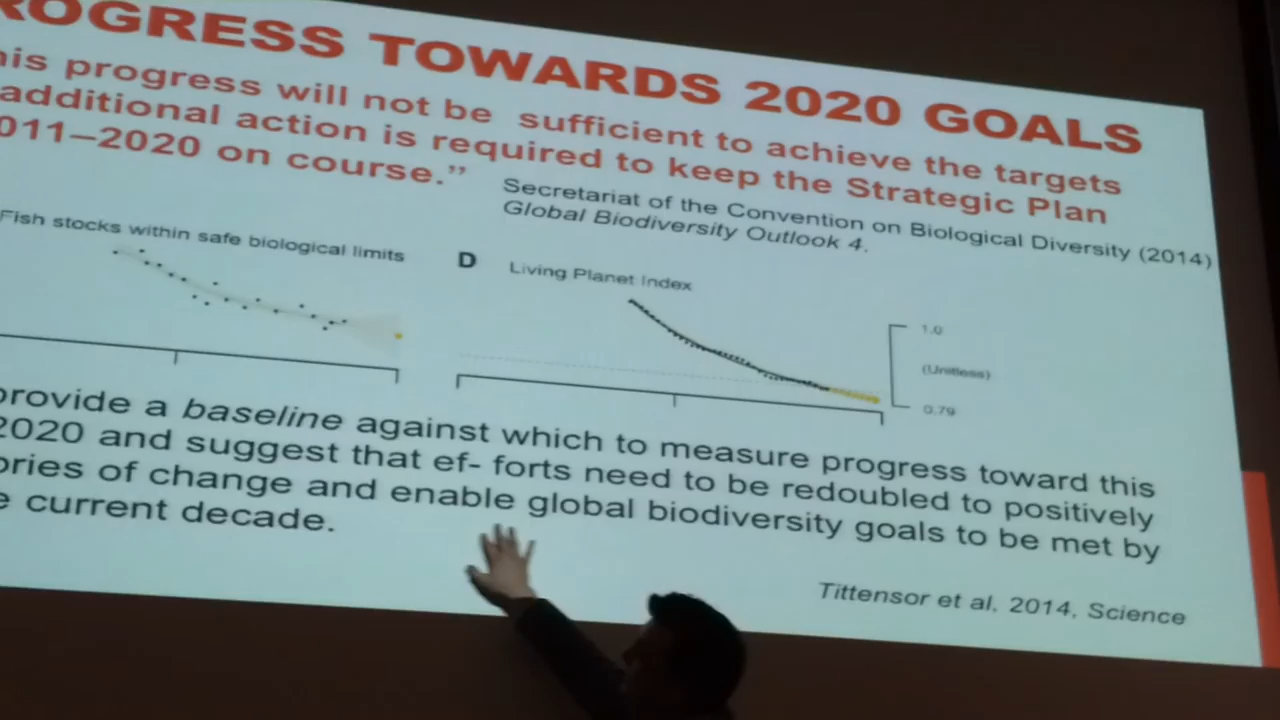 ROGRESS TOWARDS 2020 GOALS
his progress will not be sufficient to achieve the targets
additional action is required to keep the Strategic Plan
011–2020 on course.”
Secretariat of the Convention on Biological Diversity (2014)
Global Biodiversity Outlook 4.
Fish stocks within safe biological limits
D Living Planet Index
1.0
(Unitless)
0.79
provide a baseline against which to measure progress toward this
2020 and suggest that ef- forts need to be redoubled to positively
ories of change and enable global biodiversity goals to be met by
e current decade.
Tittensor et al, 2014, Science